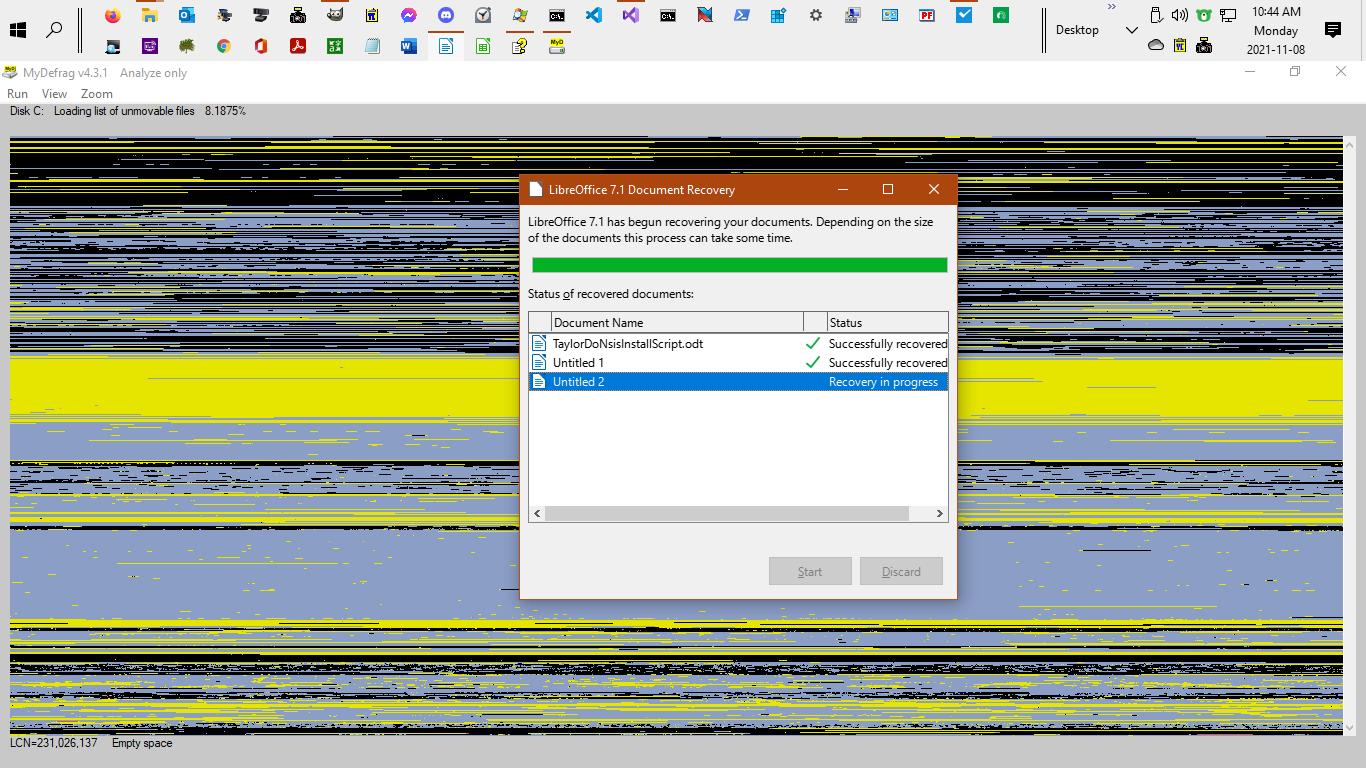 10:44 AM
Desktop
Monday
2021-11-08
MyDefrag v4.3.1 Analyze only
Run View Zoom
Disk C: Loading list of unmovable files 8.1875%
LibreOffice 7.1 Document Recovery
LibreOffice 7.1 has begun recovering your documents. Depending on the size
of the documents this process can take some time.
Status of recovered documents:
Document Name Status
TaylorDoNsisInstallScript.odt Successfully recovered
Untitled 1 Successfully recovered
Untitled 2 Recovery in progress
Start Discard
LCN=231,026,137 Empty space